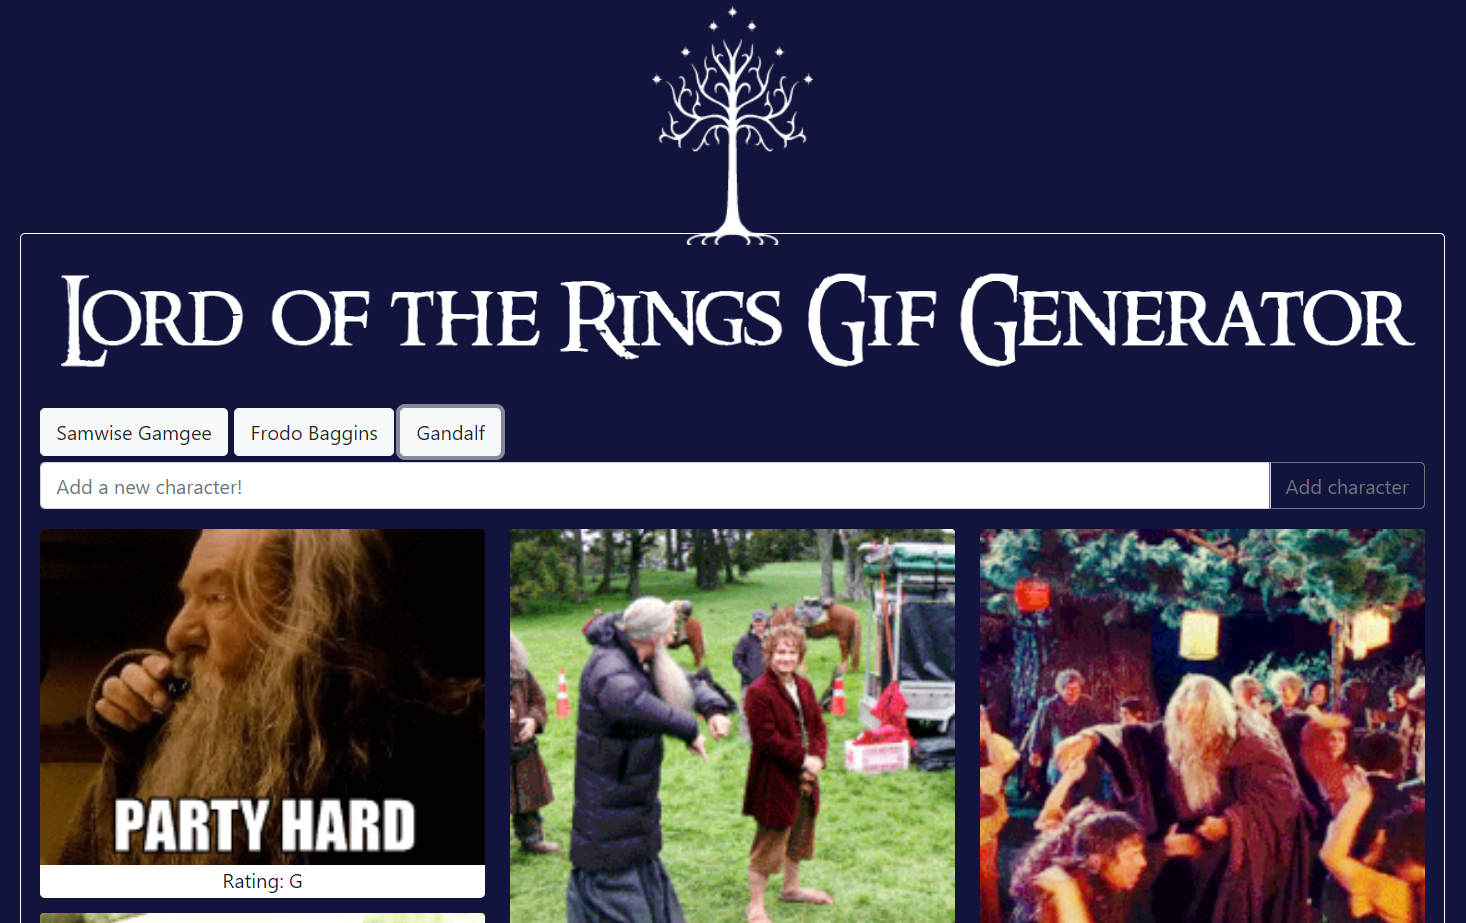 Lord of the Rings Gif Generator
Samwise Gamgee
Frodo Baggins
Gandalf
Add a new character!
Add character
PARTY HARD
Rating: G